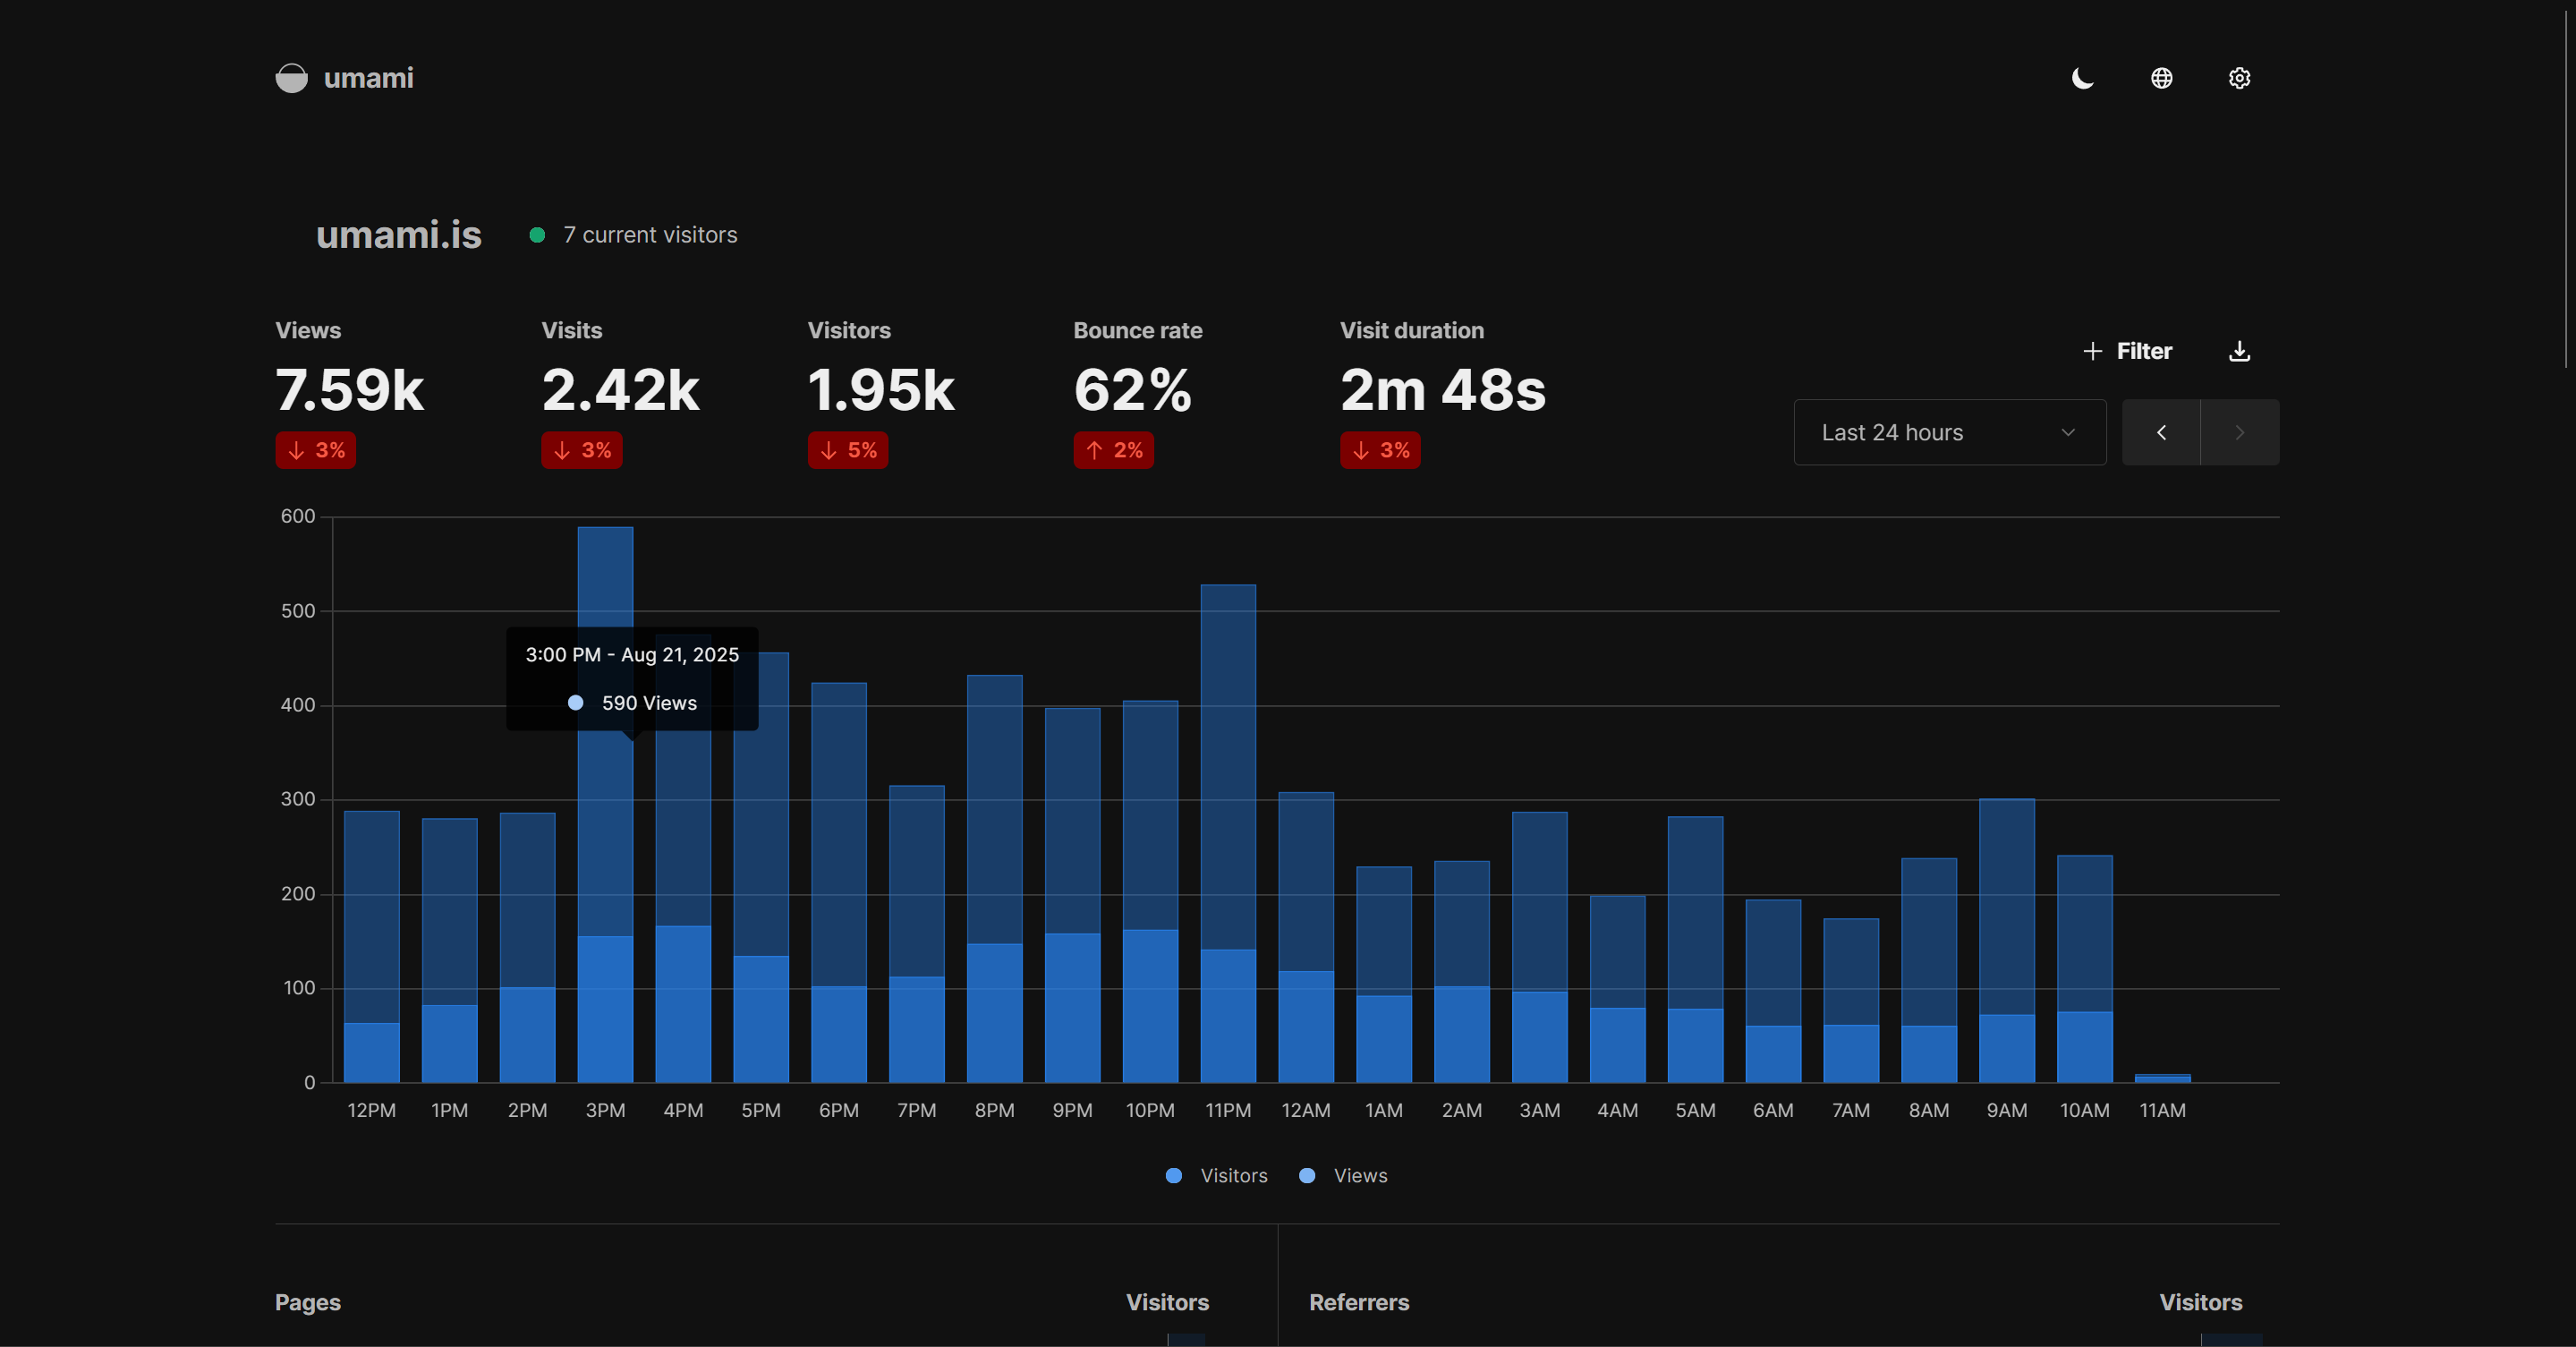 umami
umami.is
7 current visitors
Views
7.59k
3%
Visits
2.42k
3%
Visitors
1.95k
5%
Bounce rate
62%
2%
Visit duration
2m 48s
3%
Filter
Last 24 hours
600
500
400
300
200
100
0
3:00 PM - Aug 21, 2025
590 Views
12PM 1PM 2PM 3PM 4PM 5PM 6PM 7PM 8PM 9PM 10PM 11PM 12AM 1AM 2AM 3AM 4AM 5AM 6AM 7AM 8AM 9AM 10AM 11AM
Visitors Views
Pages Visitors
Referrers Visitors